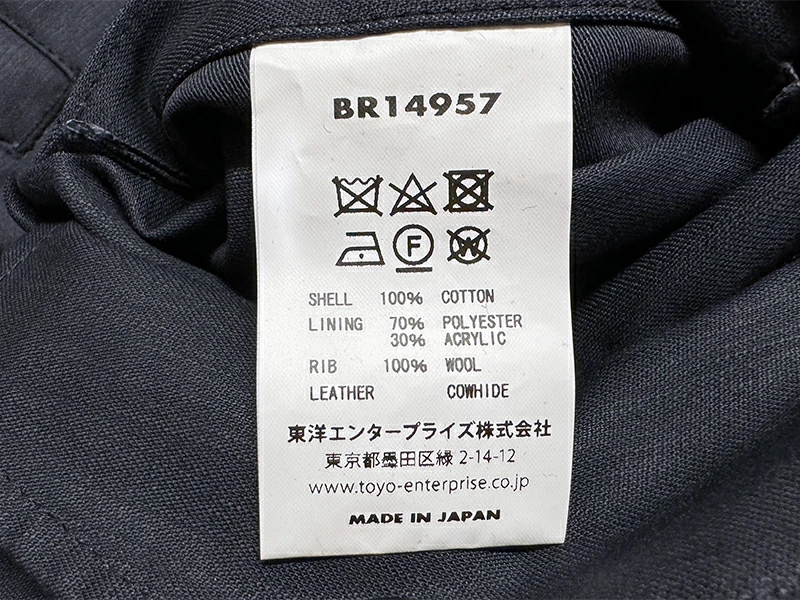 BR14957
F W
SHELL 100% COTTON
LINING 70% POLYESTER
30% ACRYLIC
RIB 100% WOOL
LEATHER COWHIDE
東洋エンタープライズ株式会社
東京都墨田区緑 2-14-12
www.toyo-enterprise.co.jp
MADE IN JAPAN